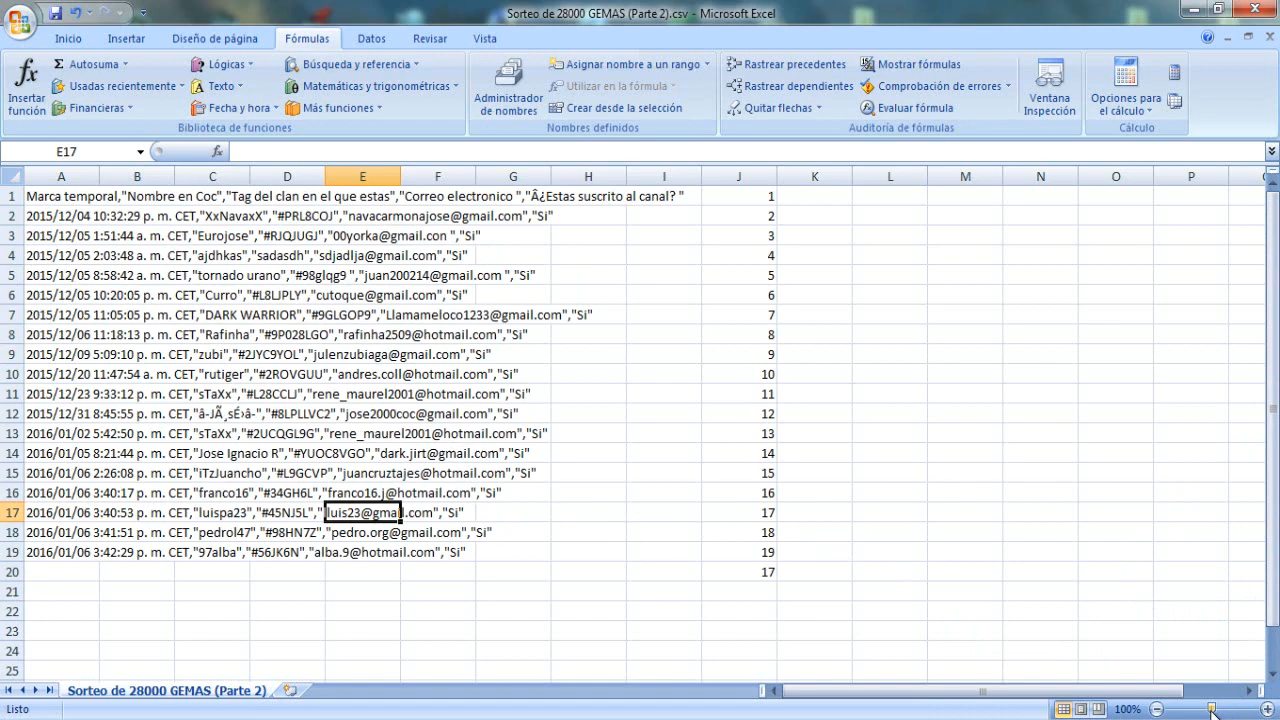 Sorteo de 28000 GEMAS (Parte 2).csv - Microsoft Excel
Inicio Insertar Diseño de página Fórmulas Datos Revisar Vista
fx Insertar función
Σ Autosuma
Usadas recientemente
Financieras
Lógicas
Texto
Fecha y hora
Búsqueda y referencia
Matemáticas y trigonométricas
Más funciones
Biblioteca de funciones
Administrador de nombres
Asignar nombre a un rango
Utilizar en la fórmula
Crear desde la selección
Nombres definidos
Rastrear precedentes
Rastrear dependientes
Quitar flechas
Mostrar fórmulas
Comprobación de errores
Evaluar fórmula
Auditoría de fórmulas
Ventana Inspección
Opciones para el cálculo
Cálculo
E17 fx
A B C D E F G H I J K L M N O P
1 Marca temporal,"Nombre en Coc","Tag del clan en el que estas","Correo electronico ","Â¿Estas suscrito al canal? " 1
2 2015/12/04 10:32:29 p. m. CET,"XxNavaxX","#PRL8COJ","navacarmonajose@gmail.com","Si" 2
3 2015/12/05 1:51:44 a. m. CET,"Eurojose","#RJQJUGJ","00yorka@gmail.con ","Si" 3
4 2015/12/05 2:03:48 a. m. CET,"ajdhkas","sadasdh","sdjadlja@gmail.com","Si" 4
5 2015/12/05 8:58:42 a. m. CET,"tornado urano","#98glqg9 ","juan200214@gmail.com ","Si" 5
6 2015/12/05 10:20:05 p. m. CET,"Curro","#L8LJPLY","cutoque@gmail.com","Si" 6
7 2015/12/05 11:05:05 p. m. CET,"DARK WARRIOR","#9GLGOP9","Llamameloco1233@gmail.com","Si" 7
8 2015/12/06 11:18:13 p. m. CET,"Rafinha","#9P028LGO","rafinha2509@hotmail.com","Si" 8
9 2015/12/09 5:09:10 p. m. CET,"zubi","#2JYC9YOL","julenzubiaga@gmail.com","Si" 9
10 2015/12/20 11:47:54 a. m. CET,"rutiger","#2ROVGUU","andres.coll@hotmail.com","Si" 10
11 2015/12/23 9:33:12 p. m. CET,"sTaXx","#L28CCLJ","rene_maurel2001@hotmail.com","Si" 11
12 2015/12/31 8:45:55 p. m. CET,"â-JÃ¸sÉ›â-","#8LPLLVC2","jose2000coc@gmail.com","Si" 12
13 2016/01/02 5:42:50 p. m. CET,"sTaXx","#2UCQGL9G","rene_maurel2001@hotmail.com","Si" 13
14 2016/01/05 8:21:44 p. m. CET,"Jose Ignacio R","#YUOC8VGO","dark.jirt@gmail.com","Si" 14
15 2016/01/06 2:26:08 p. m. CET,"iTzJuancho","#L9GCVP","juancruztajes@hotmail.com","Si" 15
16 2016/01/06 3:40:17 p. m. CET,"franco16","#34GH6L","franco16.j@hotmail.com","Si" 16
17 2016/01/06 3:40:53 p. m. CET,"luispa23","#45NJ5L","luis23@gmail.com","Si" 17
18 2016/01/06 3:41:51 p. m. CET,"pedrol47","#98HN7Z","pedro.org@gmail.com","Si" 18
19 2016/01/06 3:42:29 p. m. CET,"97alba","#56JK6N","alba.9@hotmail.com","Si" 19
20 17
21
22
23
24
25
Sorteo de 28000 GEMAS (Parte 2)
Listo 100%